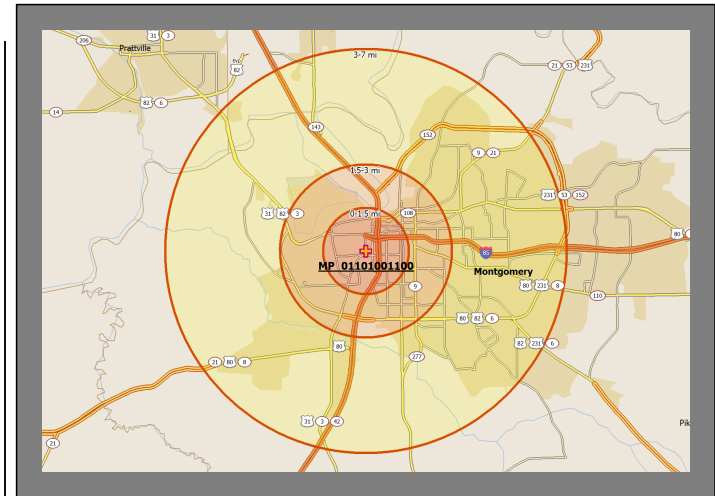 31 3
206
Prattville
3-7 mi
82
21 53 231
82 6
14
143
152
9 21
1.5-3 mi
231 53 152
31 82 3
0-1.5 mi
108
80
85
MP_01101001100
Montgomery
80 231 8
9
110
80 82 6
80
82 231 6
277
21 80 8
31 3 42
Pik
21